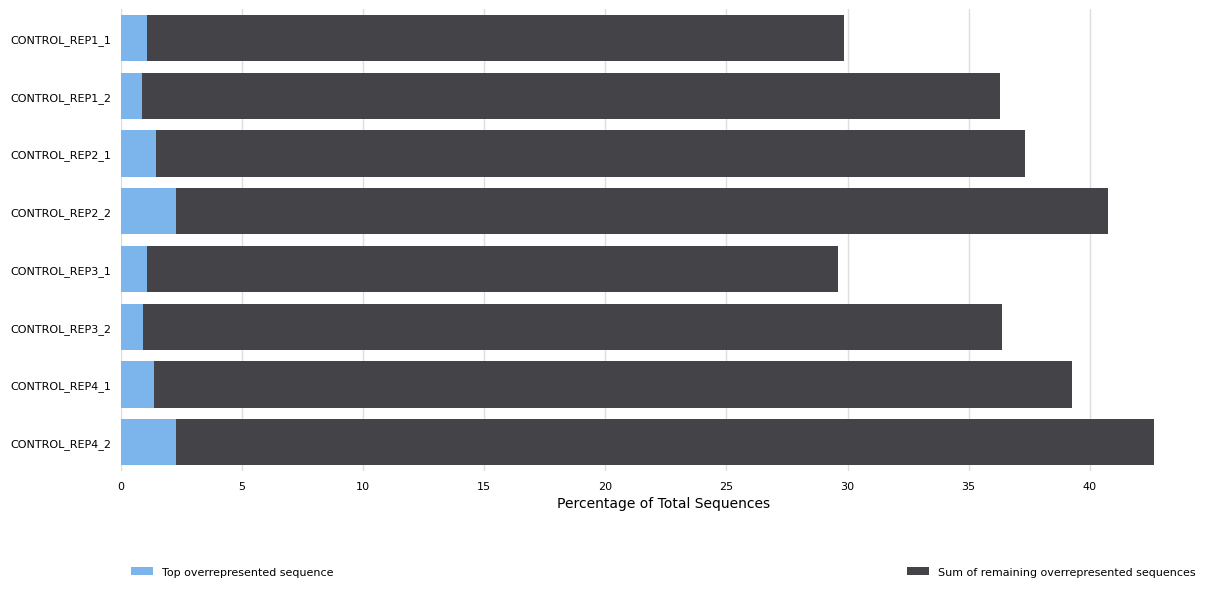 CONTROL_REP1_1
CONTROL_REP1_2
CONTROL_REP2_1
CONTROL_REP2_2
CONTROL_REP3_1
CONTROL_REP3_2
CONTROL_REP4_1
CONTROL_REP4_2
0 5 10 15 20 25 30 35 40
Percentage of Total Sequences
Top overrepresented sequence Sum of remaining overrepresented sequences